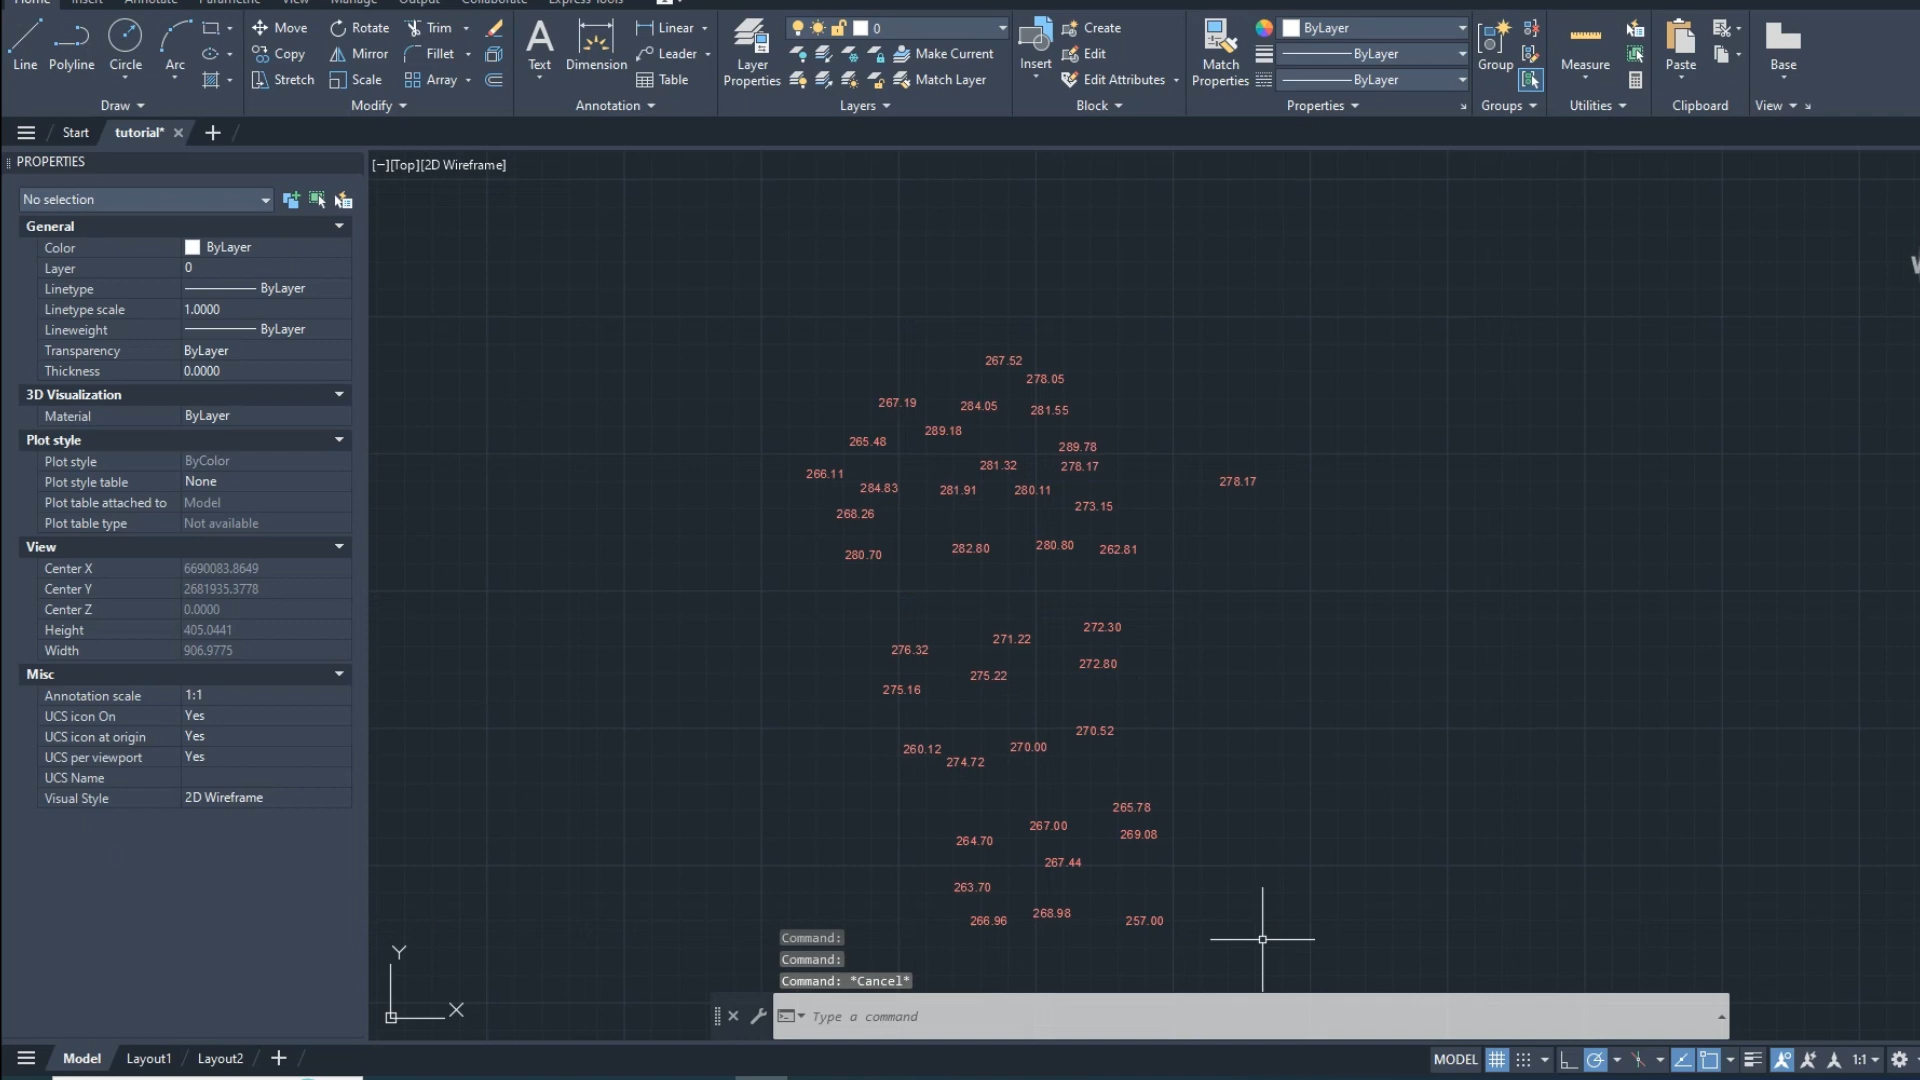 Home Insert Annotate Parametric View Manage Output Collaborate Express Tools
Line Polyline Circle Arc
Move Rotate Trim
Copy Mirror Fillet
Stretch Scale Array
Text Dimension
Linear
Leader
Table
Layer Properties
0
Make Current
Match Layer
Insert
Create
Edit
Edit Attributes
Match Properties
ByLayer
ByLayer
ByLayer
Group
Measure
Paste
Base
Draw Modify Annotation Layers Block Properties Groups Utilities Clipboard View
Start tutorial*
PROPERTIES
[−][Top][2D Wireframe]
No selection
General
Color ByLayer
Layer 0
Linetype ByLayer
Linetype scale 1.0000
Lineweight ByLayer
Transparency ByLayer
Thickness 0.0000
3D Visualization
Material ByLayer
Plot style
Plot style ByColor
Plot style table None
Plot table attached to Model
Plot table type Not available
View
Center X 6690083.8649
Center Y 2681935.3778
Center Z 0.0000
Height 405.0441
Width 906.9775
Misc
Annotation scale 1:1
UCS icon On Yes
UCS icon at origin Yes
UCS per viewport Yes
UCS Name
Visual Style 2D Wireframe
267.52
278.05
267.19 284.05 281.55
289.18
265.48 289.78
281.32 278.17
266.11 278.17
284.83 281.91 280.11
273.15
268.26
280.70 282.80 280.80 262.81
272.30
271.22
276.32
272.80
275.22
275.16
270.52
260.12 270.00
274.72
265.78
267.00
264.70 269.08
267.44
263.70
268.98
266.96 257.00
Command:
Command:
Command: *Cancel*
Type a command
Y
X
Model Layout1 Layout2
MODEL 1:1